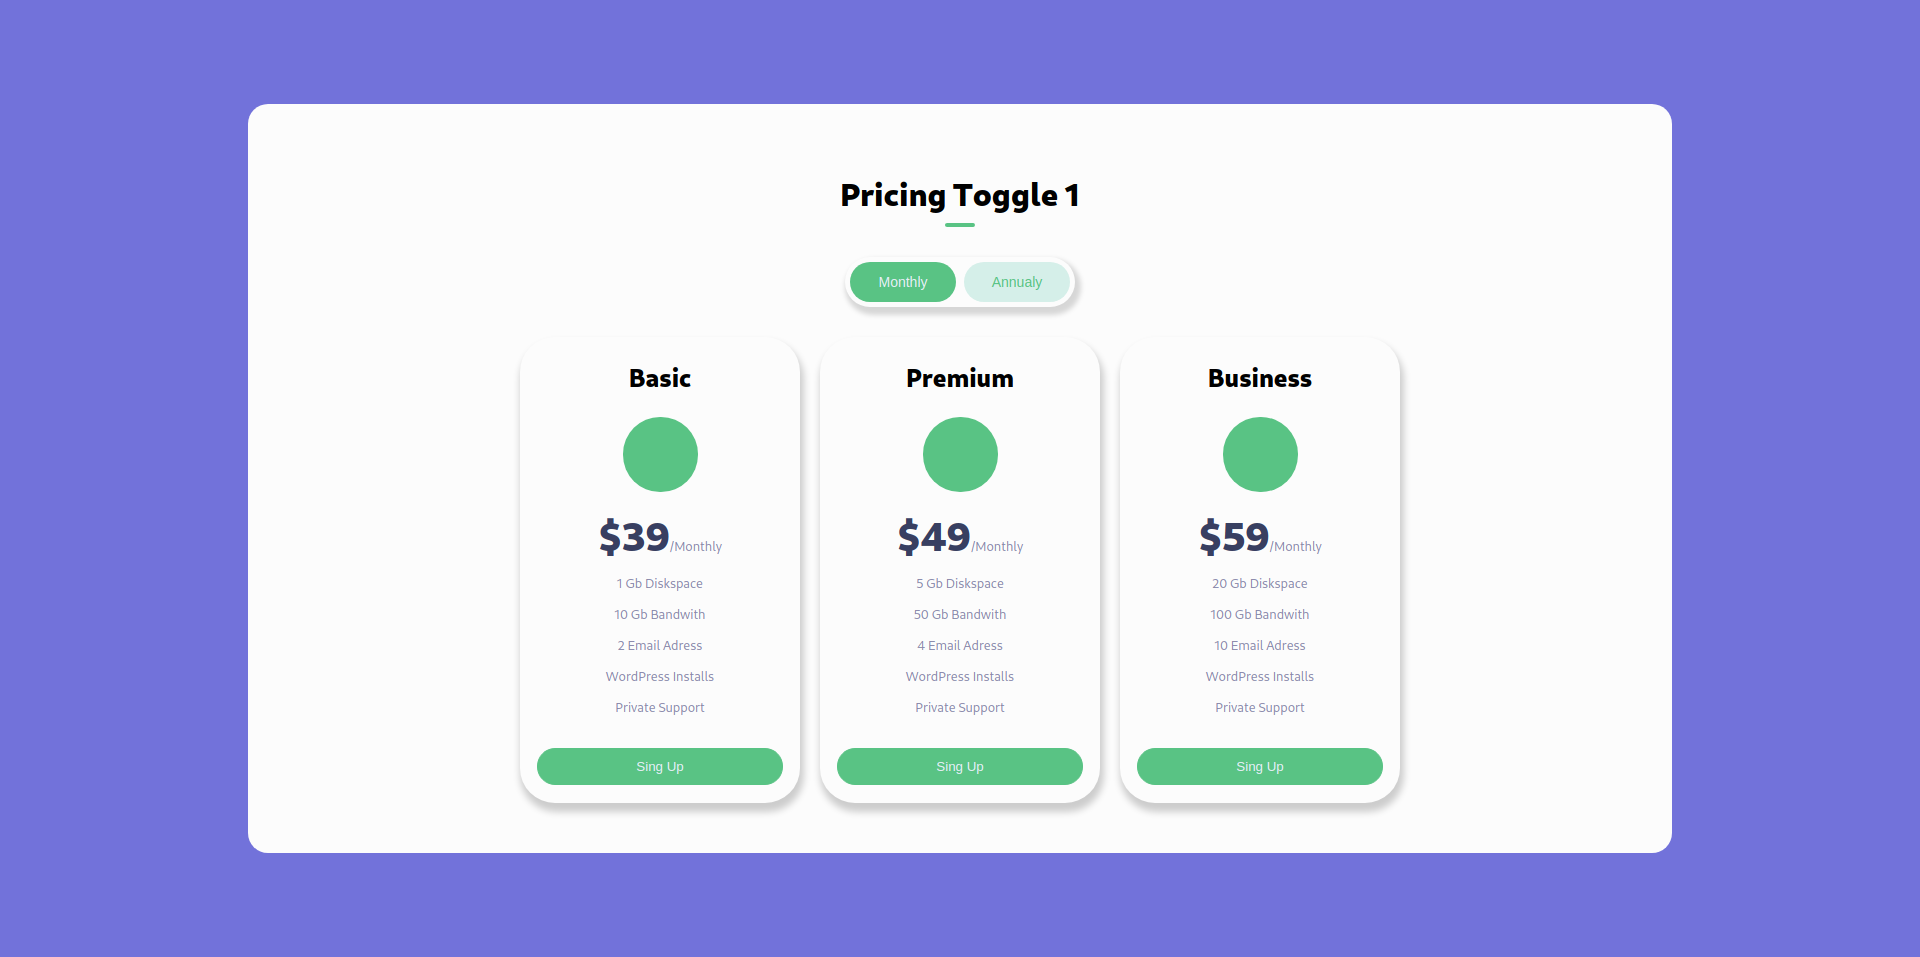 Pricing Toggle 1
Monthly Annualy
Basic
$39/Monthly
1 Gb Diskspace
10 Gb Bandwith
2 Email Adress
WordPress Installs
Private Support
Sing Up
Premium
$49/Monthly
5 Gb Diskspace
50 Gb Bandwith
4 Email Adress
WordPress Installs
Private Support
Sing Up
Business
$59/Monthly
20 Gb Diskspace
100 Gb Bandwith
10 Email Adress
WordPress Installs
Private Support
Sing Up